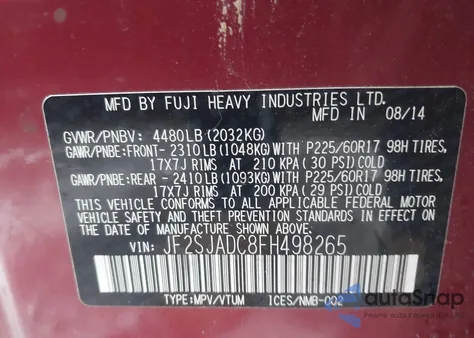 MFD BY FUJI HEAVY INDUSTRIES LTD. MFD IN 08/14
GVWR/PNBV: 4480LB (2032KG)
GAWR/PNBE:FRONT-2310LB(1048KG)WITH P225/60R17 98H TIRES,
17X7J RIMS AT 210 KPA (30 PSI) COLD
GAWR/PNBE:REAR -2410LB(1093KG)WITH P225/60R17 98H TIRES,
17X7J RIMS AT 200 KPA (29 PSI) COLD
THIS VEHICLE CONFORMS TO ALL APPLICABLE FEDERAL MOTOR
VEHICLE SAFETY AND BUMPER STANDARDS IN EFFECT ON THE
DATE OF MANUFACTURE SHOWN ABOVE.
VIN: JF2SJADC8FH498265
TYPE:MPV/VTUM ICES/NMB-002
autoSnap